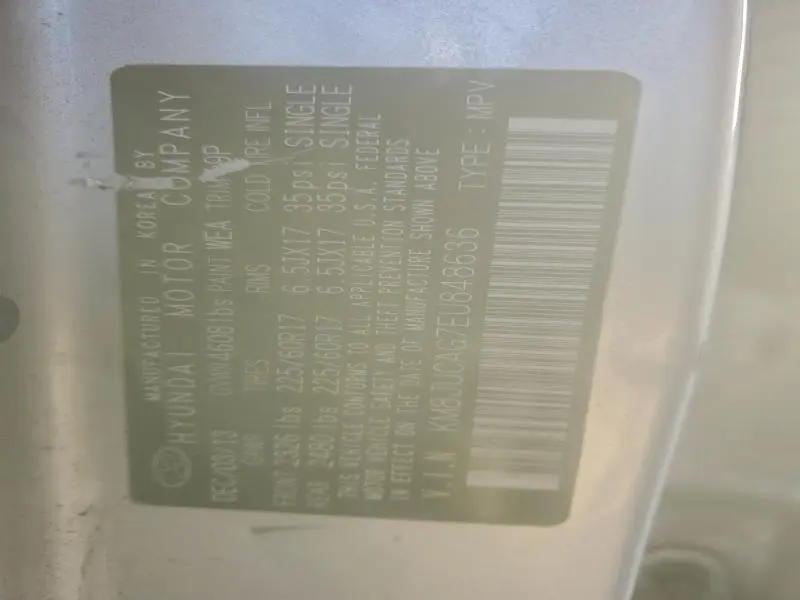 MANUFACTURED IN KOREA BY
HYUNDAI MOTOR COMPANY
DEC/00/13 GVWR 4608 lbs PAINT WEA TRIM
GAWR TIRES RIMS COLD TIRE INFL
FRONT 2326 lbs 225/60R17 6.5JX17 35psi SINGLE
REAR 2480 lbs 225/60R17 6.5JX17 35psi SINGLE
THIS VEHICLE CONFORMS TO ALL APPLICABLE U.S.A. FEDERAL
MOTOR VEHICLE SAFETY AND THEFT PREVENTION STANDARDS
IN EFFECT ON THE DATE OF MANUFACTURE SHOWN ABOVE
V.I.N KM8JUCAG7EU848636 TYPE : MPV